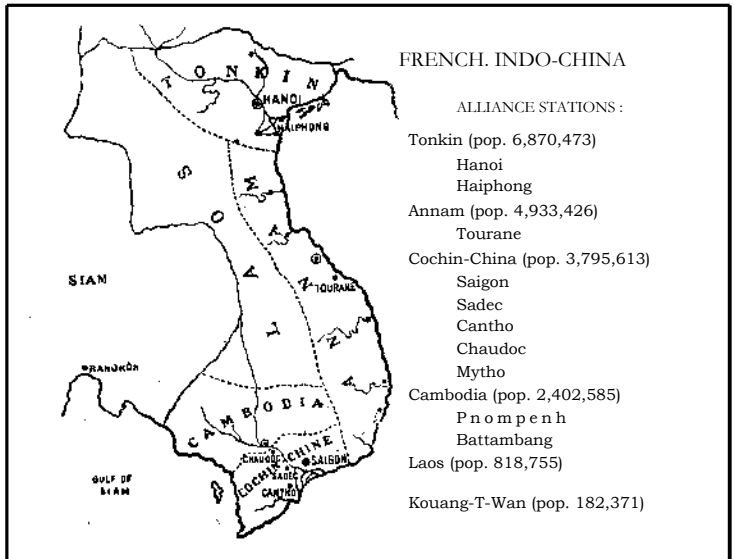 FRENCH. INDO-CHINA
ALLIANCE STATIONS :
Tonkin (pop. 6,870,473)
Hanoi
Haiphong
Annam (pop. 4,933,426)
Tourane
Cochin-China (pop. 3,795,613)
Saigon
Sadec
Cantho
Chaudoc
Mytho
Cambodia (pop. 2,402,585)
Pnompenh
Battambang
Laos (pop. 818,755)
Kouang-T-Wan (pop. 182,371)
TONKIN
HANOI
HAIPHONG
LAOS
ANNAM
SIAM
TOURANE
BANGKOK
CAMBODIA
CHAUDOC
COCHIN CHINE
SAIGON
SADEC
CANTHO
GULF OF
SIAM